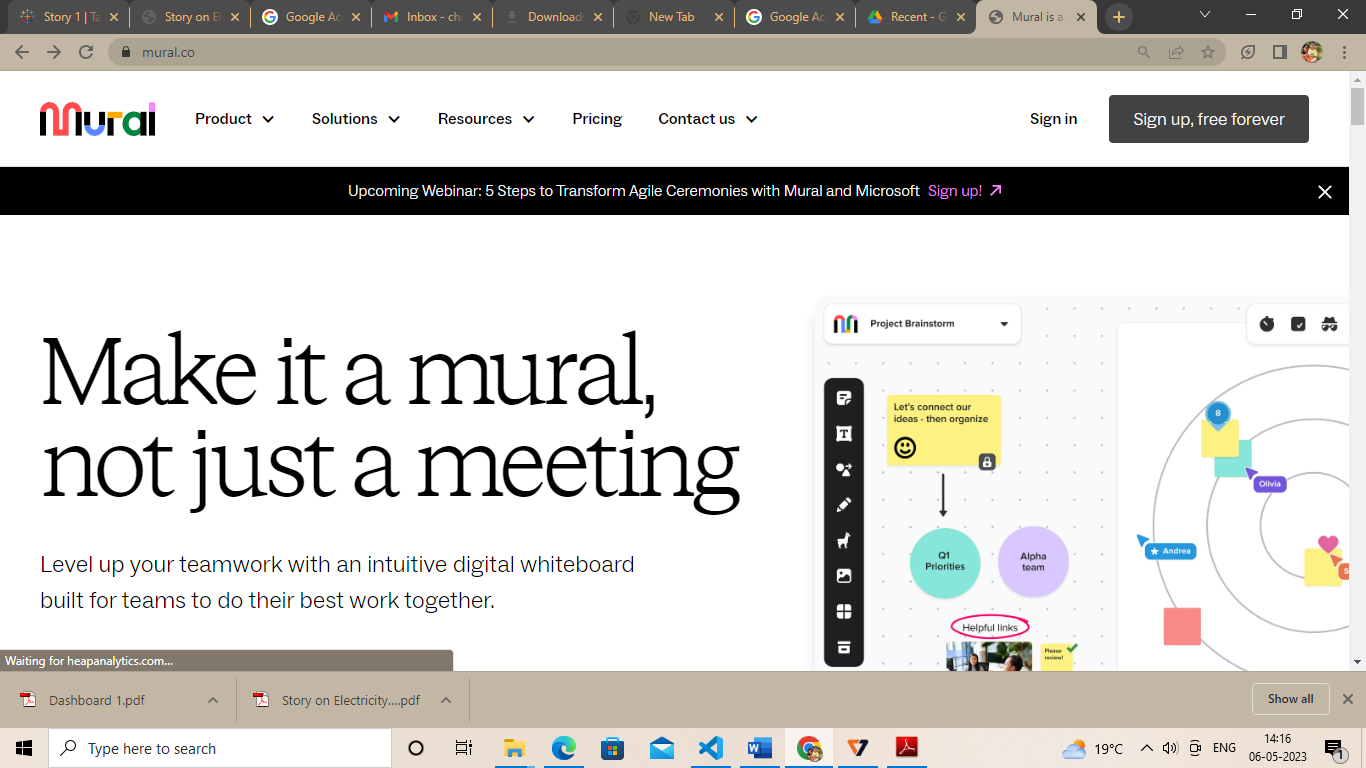 Story 1 | Ta
Story on El
Google Ac
Inbox - chi
Download
New Tab
Google Ac
Recent - G
Mural is a
mural.co
Mural
Product
Solutions
Resources
Pricing
Contact us
Sign in
Sign up, free forever
Upcoming Webinar: 5 Steps to Transform Agile Ceremonies with Mural and Microsoft Sign up!
Make it a mural,
not just a meeting
Level up your teamwork with an intuitive digital whiteboard
built for teams to do their best work together.
Project Brainstorm
Let's connect our
ideas - then organize
Q1
Priorities
Alpha
team
Helpful links
Please
review!
B
Olivia
Andrea
S
Waiting for heapanalytics.com...
Dashboard 1.pdf
Story on Electricity....pdf
Show all
Type here to search
19°C
ENG
14:16
06-05-2023
1